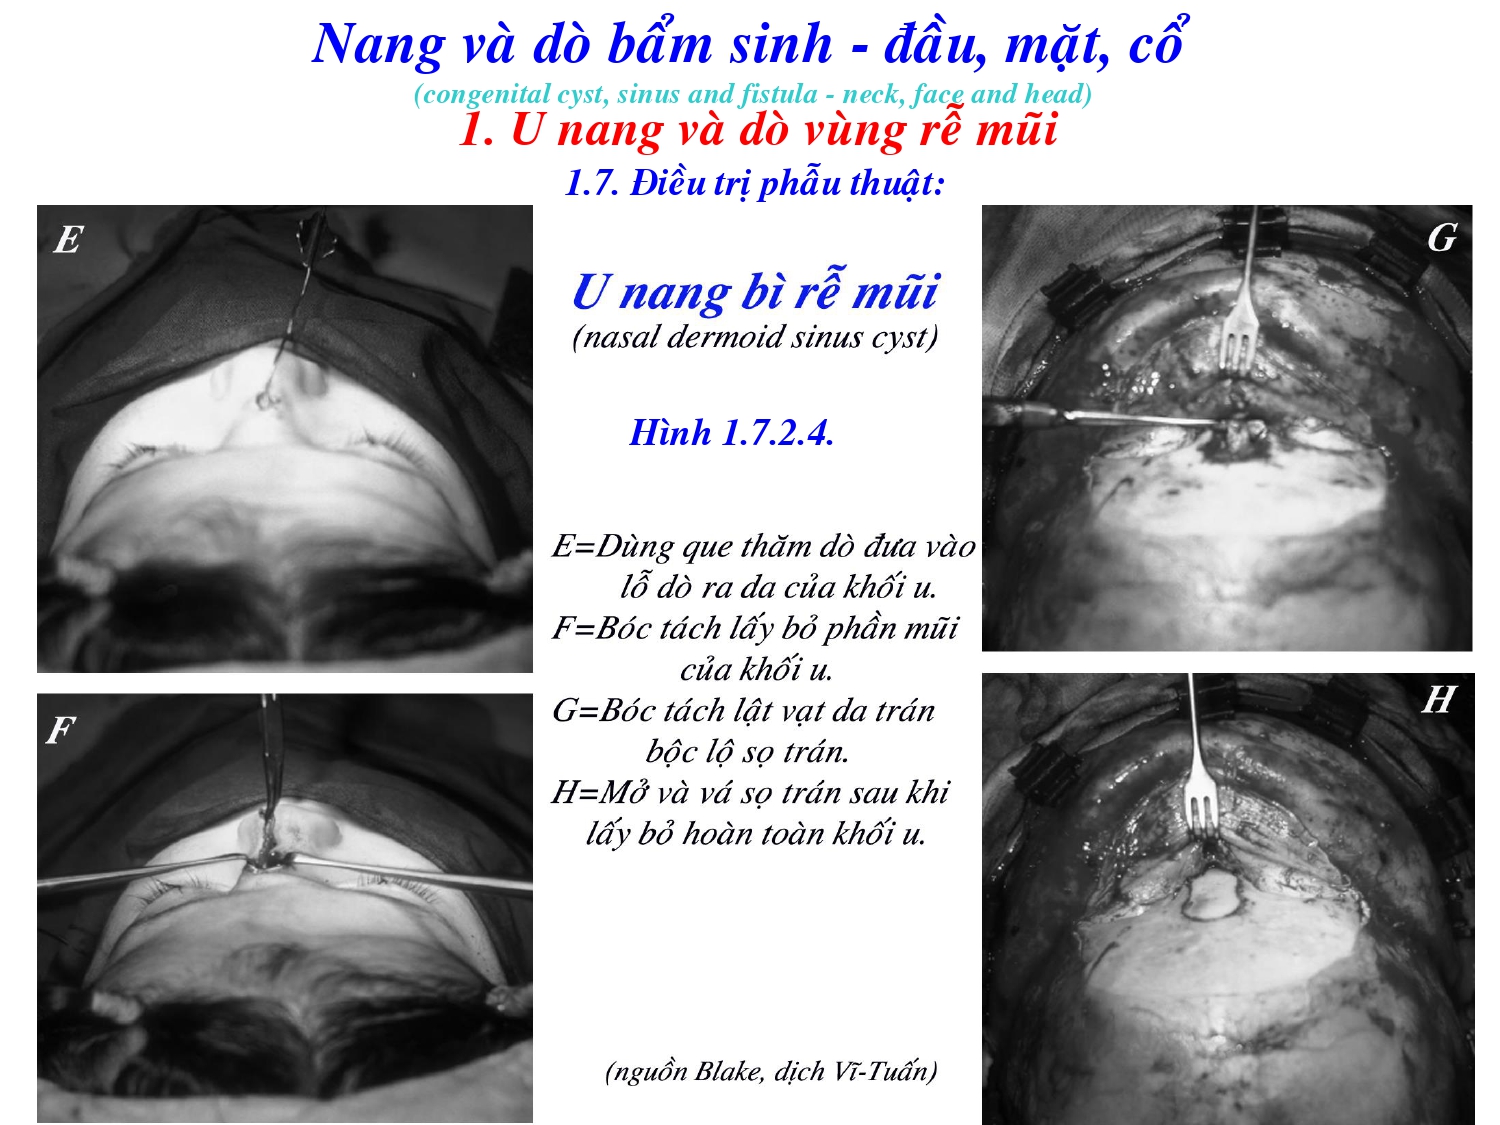 Nang và dò bẩm sinh - đầu, mặt, cổ
(congenital cyst, sinus and fistula - neck, face and head)
1. U nang và dò vùng rễ mũi
1.7. Điều trị phẫu thuật:
E
G
U nang bì rễ mũi
(nasal dermoid sinus cyst)
Hình 1.7.2.4.
E=Dùng que thăm dò đưa vào
lỗ dò ra da của khối u.
F=Bóc tách lấy bỏ phần mũi
của khối u.
G=Bóc tách lật vạt da trán
bộc lộ sọ trán.
H=Mở và vá sọ trán sau khi
lấy bỏ hoàn toàn khối u.
F
H
(nguồn Blake, dịch Vĩ-Tuấn)